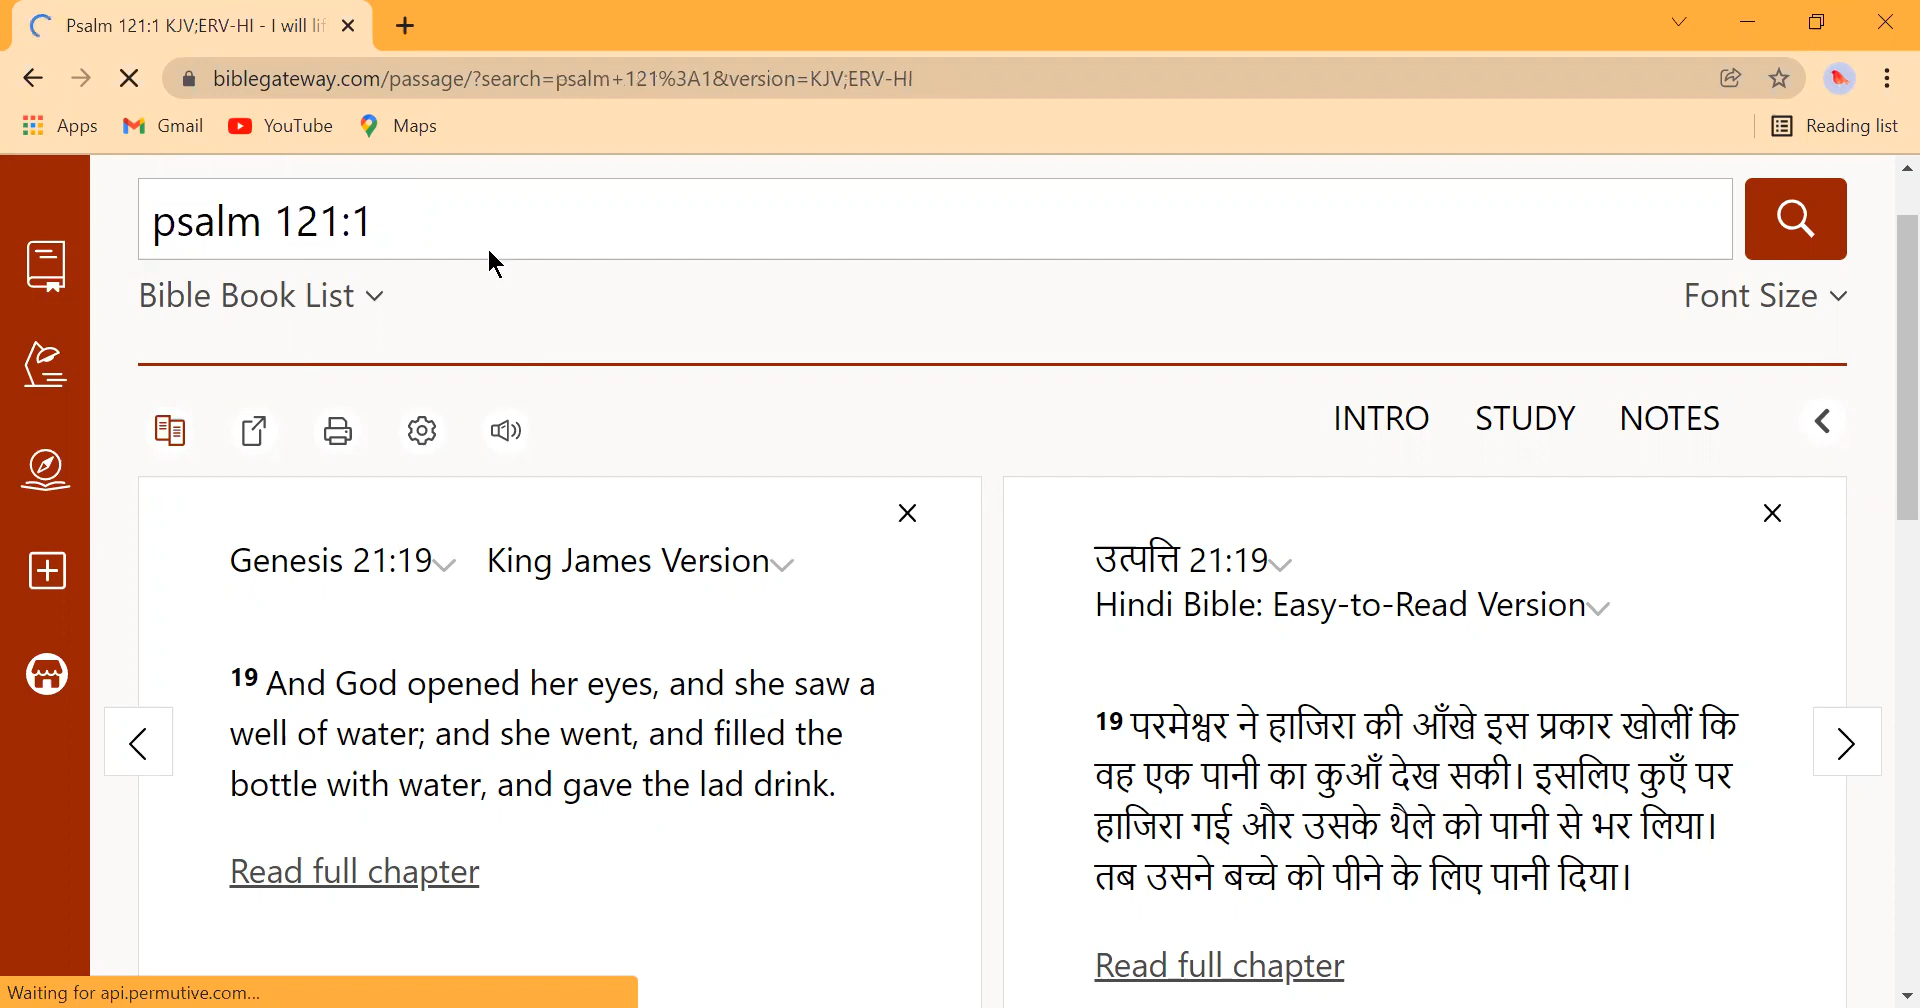 Psalm 121:1 KJV;ERV-HI - I will lif
biblegateway.com/passage/?search=psalm+121%3A1&version=KJV;ERV-HI
Apps Gmail YouTube Maps Reading list
psalm 121:1
Bible Book List Font Size
INTRO STUDY NOTES
Genesis 21:19 King James Version
19 And God opened her eyes, and she saw a
well of water; and she went, and filled the
bottle with water, and gave the lad drink.
Read full chapter
उत्पत्ति 21:19
Hindi Bible: Easy-to-Read Version
19 परमेश्वर ने हाजिरा की आँखे इस प्रकार खोलीं कि
वह एक पानी का कुआँ देख सकी। इसलिए कुएँ पर
हाजिरा गई और उसके थैले को पानी से भर लिया।
तब उसने बच्चे को पीने के लिए पानी दिया।
Read full chapter
Waiting for api.permutive.com...